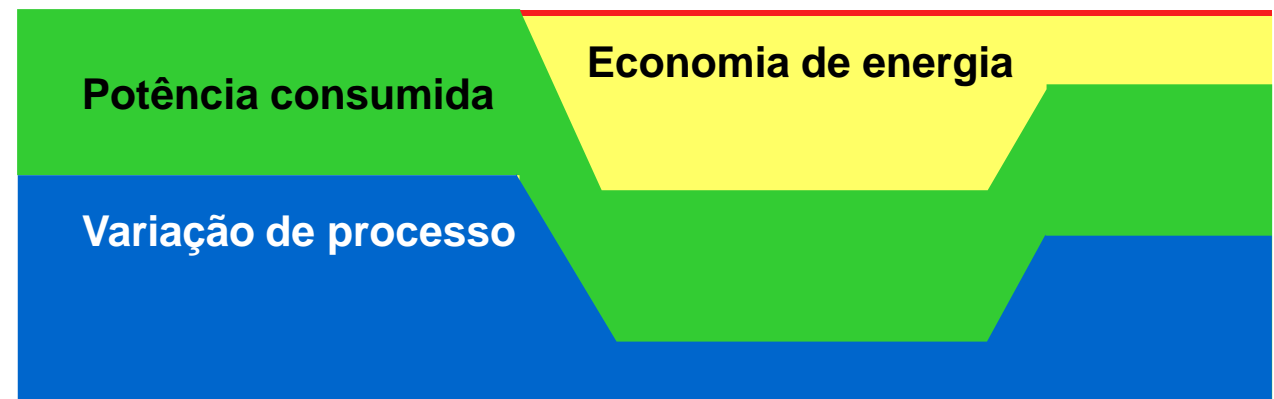 Economia de energia
Potência consumida
Variação de processo